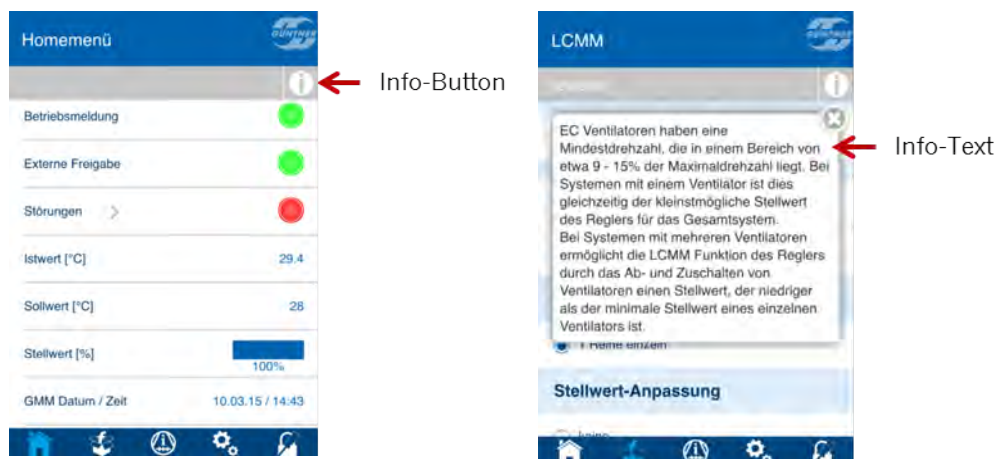 Homemenü
GÜNTNER
Info-Button
Betriebsmeldung
Externe Freigabe
Störungen
Istwert [°C] 29.4
Sollwert [°C] 28
Stellwert [%]
100%
GMM Datum / Zeit 10.03.15 / 14:43
LCMM
GÜNTNER
Info-Text
EC Ventilatoren haben eine
Mindestdrehzahl, die in einem Bereich von
etwa 9 - 15% der Maximaldrehzahl liegt. Bei
Systemen mit einem Ventilator ist dies
gleichzeitig der kleinstmögliche Stellwert
des Reglers für das Gesamtsystem.
Bei Systemen mit mehreren Ventilatoren
ermöglicht die LCMM Funktion des Reglers
durch das Ab- und Zuschalten von
Ventilatoren einen Stellwert, der niedriger
als der minimale Stellwert eines einzelnen
Ventilators ist.
1 Reihe einzeln
Stellwert-Anpassung
keine